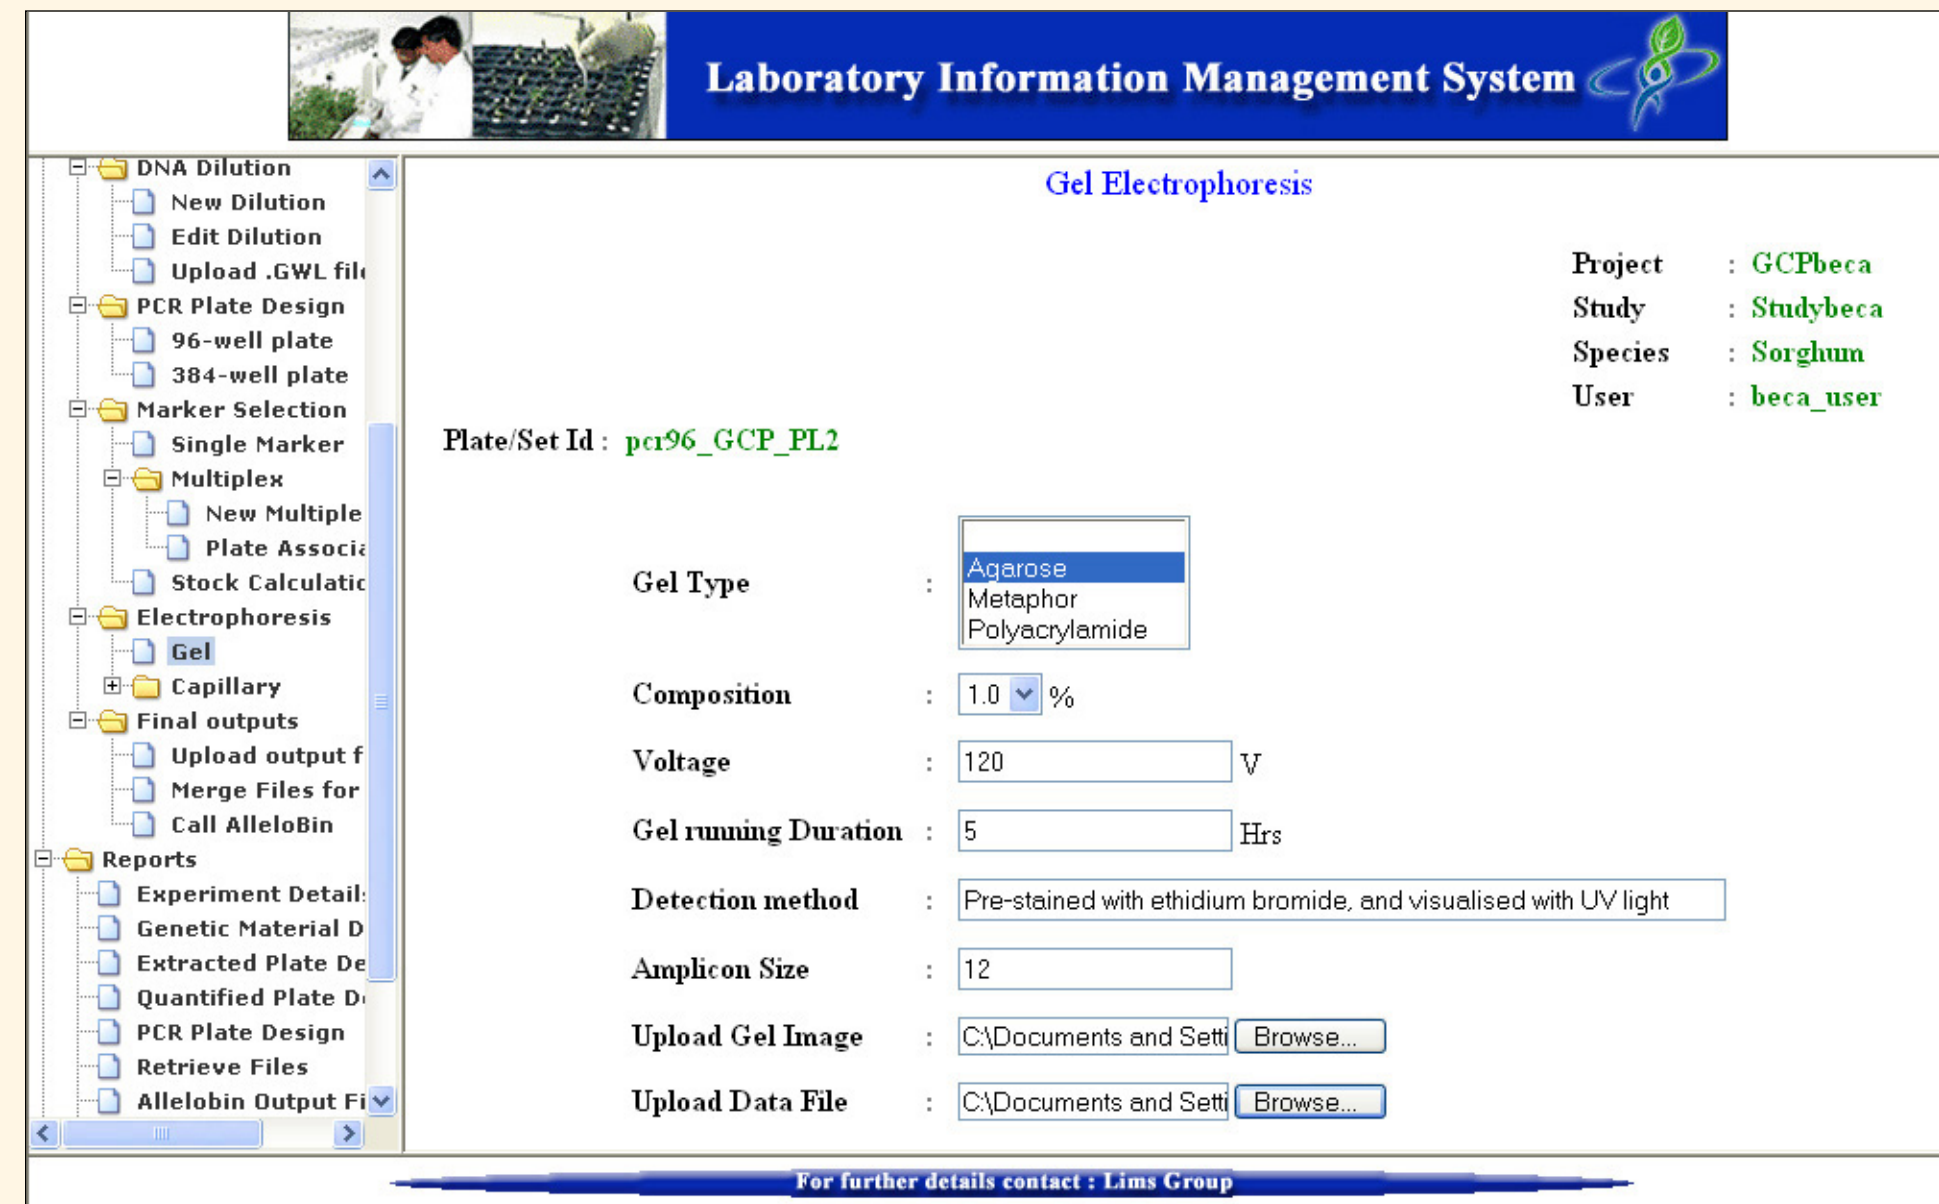 Laboratory Information Management System
DNA Dilution
New Dilution
Edit Dilution
Upload .GWL file
PCR Plate Design
96-well plate
384-well plate
Marker Selection
Single Marker
Multiplex
New Multiple
Plate Associa
Stock Calculatic
Electrophoresis
Gel
Capillary
Final outputs
Upload output f
Merge Files for
Call AlleloBin
Reports
Experiment Details
Genetic Material D
Extracted Plate De
Quantified Plate De
PCR Plate Design
Retrieve Files
Allelobin Output Fi
Gel Electrophoresis
Project : GCPbeca
Study : Studybeca
Species : Sorghum
User : beca_user
Plate/Set Id : pcr96_GCP_PL2
Gel Type :
Agarose
Metaphor
Polyacrylamide
Composition : 1.0 %
Voltage : 120 V
Gel running Duration : 5 Hrs
Detection method : Pre-stained with ethidium bromide, and visualised with UV light
Amplicon Size : 12
Upload Gel Image : C:\Documents and Setti Browse...
Upload Data File : C:\Documents and Setti Browse...
For further details contact : Lims Group